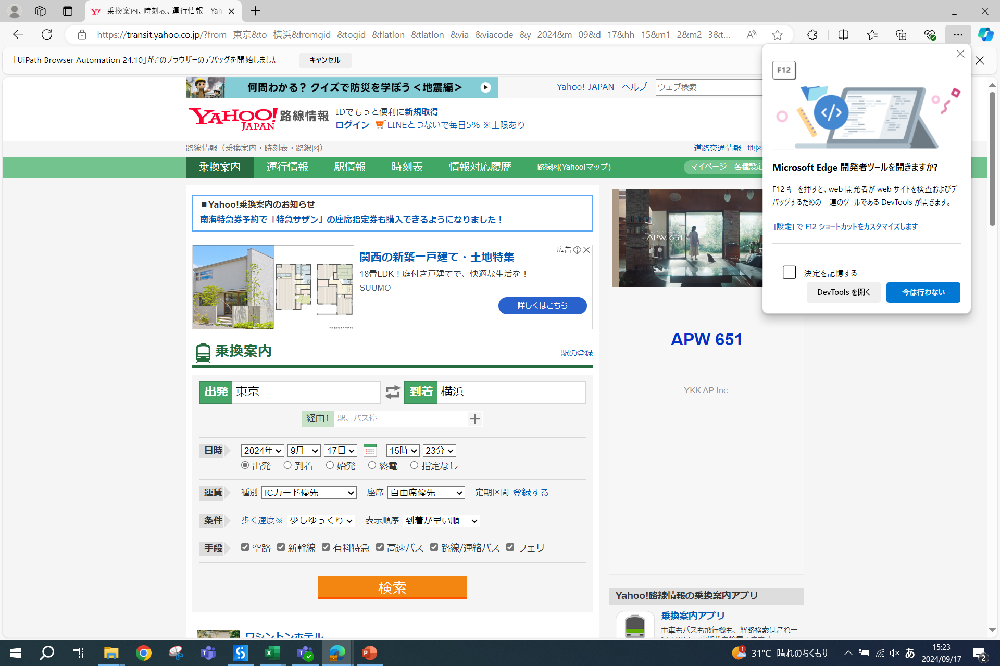 乗換案内、時刻表、運行情報 - Yah
https://transit.yahoo.co.jp/?from=東京&to=横浜&fromgid=&togid=&flatlon=&tlatlon=&via=&viacode=&y=2024&m=09&d=17&hh=15&m1=2&m2=3&t...
「UiPath Browser Automation 24.10」がこのブラウザーのデバッグを開始しました キャンセル
何問わかる？ クイズで防災を学ぼう＜地震編＞
Yahoo! JAPAN ヘルプ ウェブ検索
YAHOO! JAPAN 路線情報
IDでもっと便利に新規取得
ログイン LINEとつないで毎日5% ※上限あり
路線情報（乗換案内・時刻表・路線図） 道路交通情報 地図
乗換案内 運行情報 駅情報 時刻表 情報対応履歴 路線図(Yahoo!マップ) マイページ - 各種設定
■Yahoo!乗換案内のお知らせ
南海特急券予約で「特急サザン」の座席指定券も購入できるようになりました！
広告
関西の新築一戸建て・土地特集
18畳LDK！庭付き戸建てで、快適な生活を！
SUUMO
詳しくはこちら
乗換案内 駅の登録
出発 東京 到着 横浜
経由1 駅、バス停
日時 2024年 9月 17日 15時 23分
出発 到着 始発 終電 指定なし
運賃 種別 ICカード優先 座席 自由席優先 定期区間 登録する
条件 歩く速度※ 少しゆっくり 表示順序 到着が早い順
手段 空路 新幹線 有料特急 高速バス 路線/連絡バス フェリー
検索
ワシントンホテル
APW 651
APW 651
YKK AP Inc.
Yahoo!路線情報の乗換案内アプリ
乗換案内アプリ
電車もバスも飛行機も、経路検索はこれ一
F12
Microsoft Edge 開発者ツールを開きますか?
F12 キーを押すと、web 開発者が web サイトを検査およびデ
バッグするための一連のツールである DevTools が開きます。
[設定] で F12 ショートカットをカスタマイズします
決定を記憶する
DevTools を開く 今は行わない
1 31°C 晴れのちくもり あ 15:23
2024/09/17 2